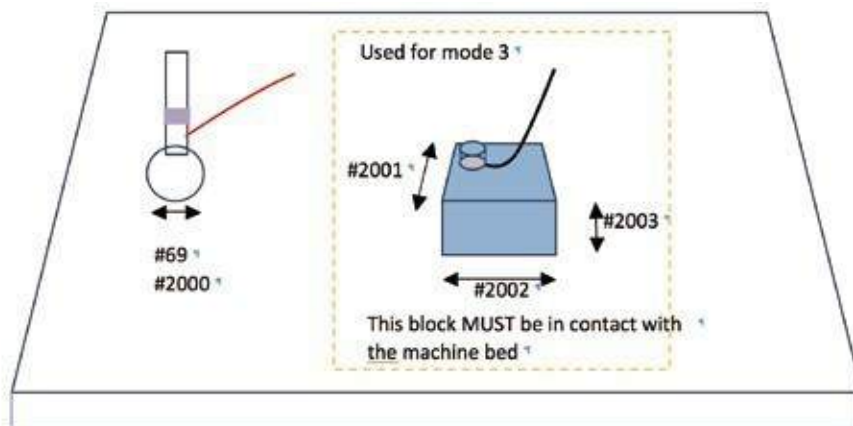 Used for mode 3
#2001
#2003
#69
#2000
#2002
This block MUST be in contact with
the machine bed